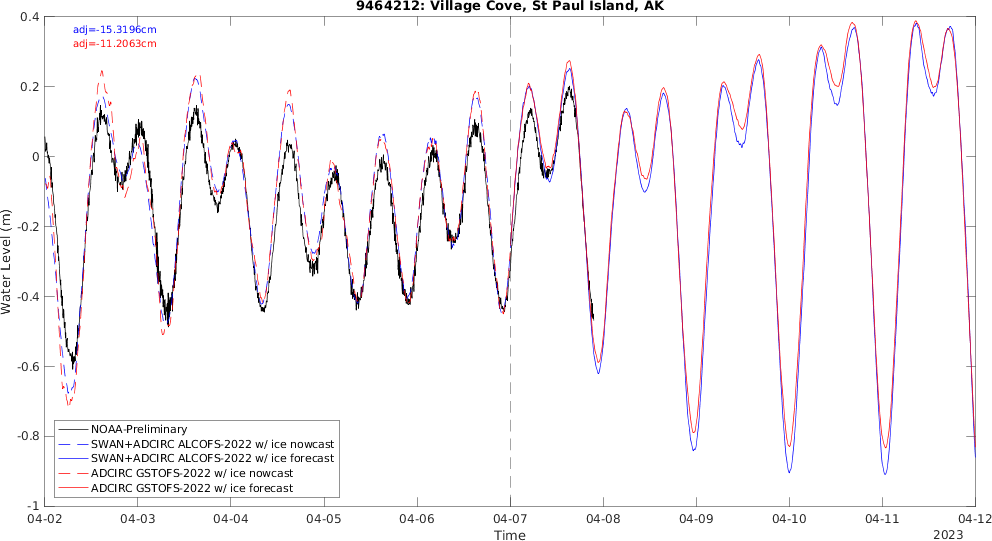 9464212: Village Cove, St Paul Island, AK
adj=-15.3196cm
adj=-11.2063cm
Water Level (m)
0.4
0.2
0
-0.2
-0.4
-0.6
-0.8
-1
NOAA-Preliminary
SWAN+ADCIRC ALCOFS-2022 w/ ice nowcast
SWAN+ADCIRC ALCOFS-2022 w/ ice forecast
ADCIRC GSTOFS-2022 w/ ice nowcast
ADCIRC GSTOFS-2022 w/ ice forecast
04-02 04-03 04-04 04-05 04-06 04-07 04-08 04-09 04-10 04-11 04-12
Time
2023